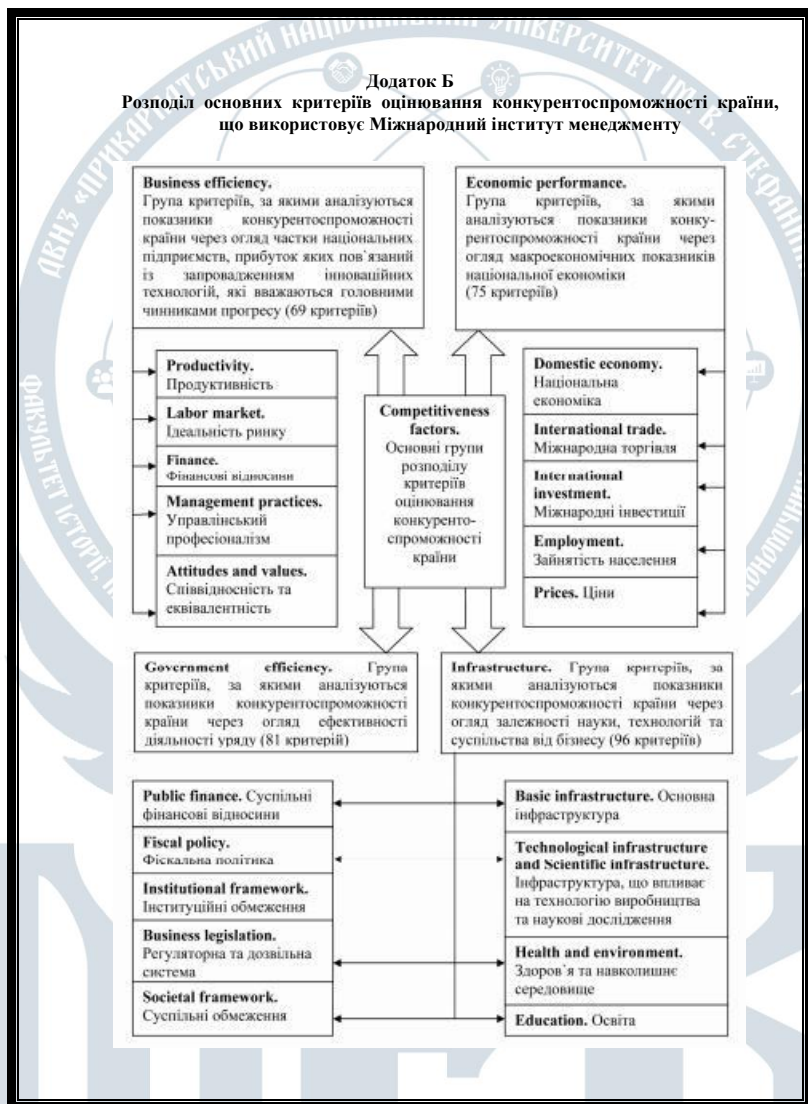 ДВНЗ «ПРИКАРПАТСЬКИЙ НАЦІОНАЛЬНИЙ УНІВЕРСИТЕТ ІМ. В. СТЕФАНИКА
Додаток Б
Розподіл основних критеріїв оцінювання конкурентоспроможності країни,
що використовує Міжнародний інститут менеджменту
Business efficiency.
Група критеріїв, за якими аналізуються
показники конкурентоспроможності
країни через огляд частки національних
підприємств, прибуток яких пов`язаний
із запровадженням інноваційних
технологій, які вважаються головними
чинниками прогресу (69 критеріїв)
Economic performance.
Група критеріїв, за якими
аналізуються показники конку-
рентоспроможності країни через
огляд макроекономічних показників
національної економіки
(75 критеріїв)
Productivity.
Продуктивність
Labor market.
Ідеальність ринку
Finance.
Фінансові відносини
Management practices.
Управлінський
професіоналізм
Attitudes and values.
Співвідносність та
еквівалентність
Competitiveness
factors.
Основні групи
розподілу
критеріїв
оцінювання
конкуренто-
спроможності
країни
Domestic economy.
Національна
економіка
International trade.
Міжнародна торгівля
International
investment.
Міжнародні інвестиції
Employment.
Зайнятість населення
Prices. Ціни
Government efficiency. Група
критеріїв, за якими аналізуються
показники конкурентоспроможності
країни через огляд ефективності
діяльності уряду (81 критерій)
Infrastructure. Група критеріїв, за
якими аналізуються показники
конкурентоспроможності країни через
огляд залежності науки, технологій та
суспільства від бізнесу (96 критеріїв)
Public finance. Суспільні
фінансові відносини
Fiscal policy.
Фіскальна політика
Institutional framework.
Інституційні обмеження
Business legislation.
Регуляторна та дозвільна
система
Societal framework.
Суспільні обмеження
Basic infrastructure. Основна
інфраструктура
Technological infrastructure
and Scientific infrastructure.
Інфраструктура, що впливає
на технологію виробництва
та наукові дослідження
Health and environment.
Здоров`я та навколишнє
середовище
Education. Освіта